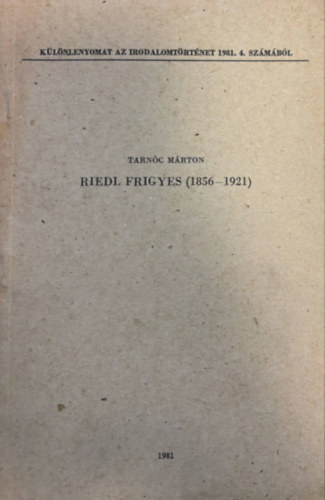 KÜLÖNLENYOMAT AZ IRODALOMTÖRTÉNET 1981. 4. SZÁMÁBÓL
TARNÓC MÁRTON
RIEDL FRIGYES (1856–1921)
1981